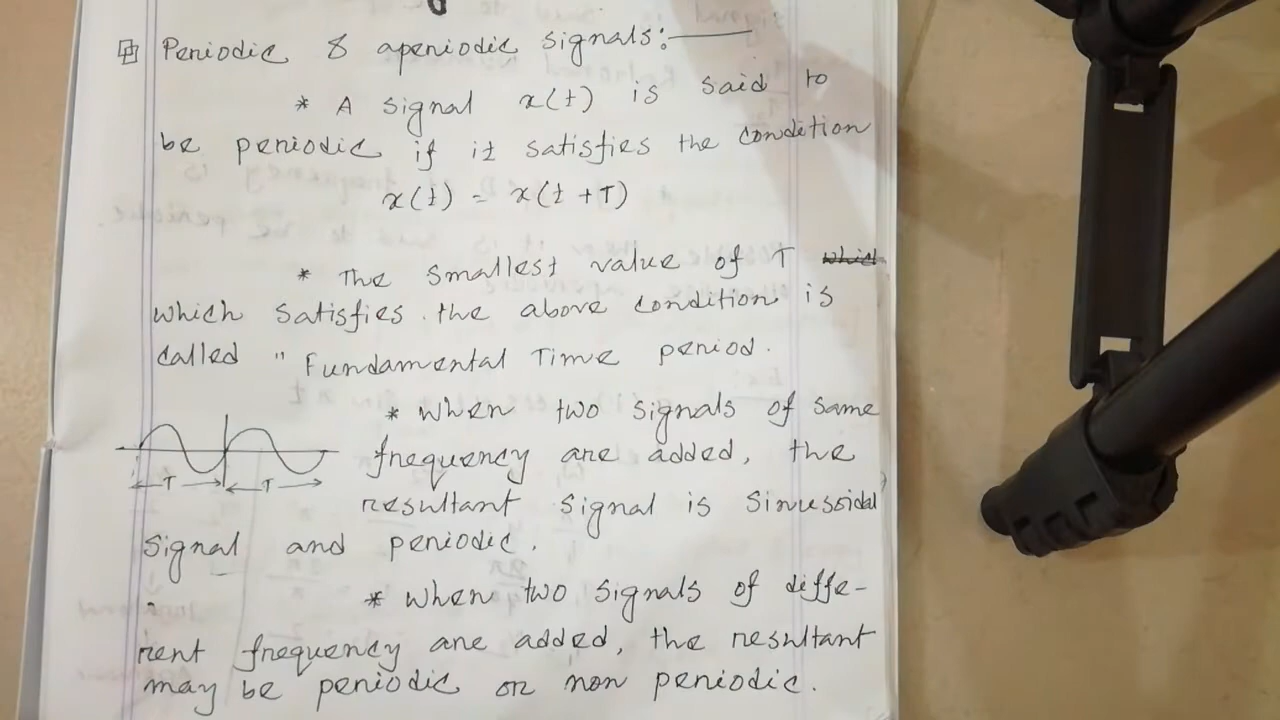 Periodic & aperiodic signals:
* A signal x(t) is said to
be periodic if it satisfies the condition
x(t) = x(t + T)
* The smallest value of T which
which satisfies the above condition is
called " Fundamental Time period.
* When two signals of same
frequency are added, the
T T
resultant signal is Sinussidal
signal and periodic.
* When two signals of diffe-
rent frequency are added, the resultant
may be periodic or non periodic.